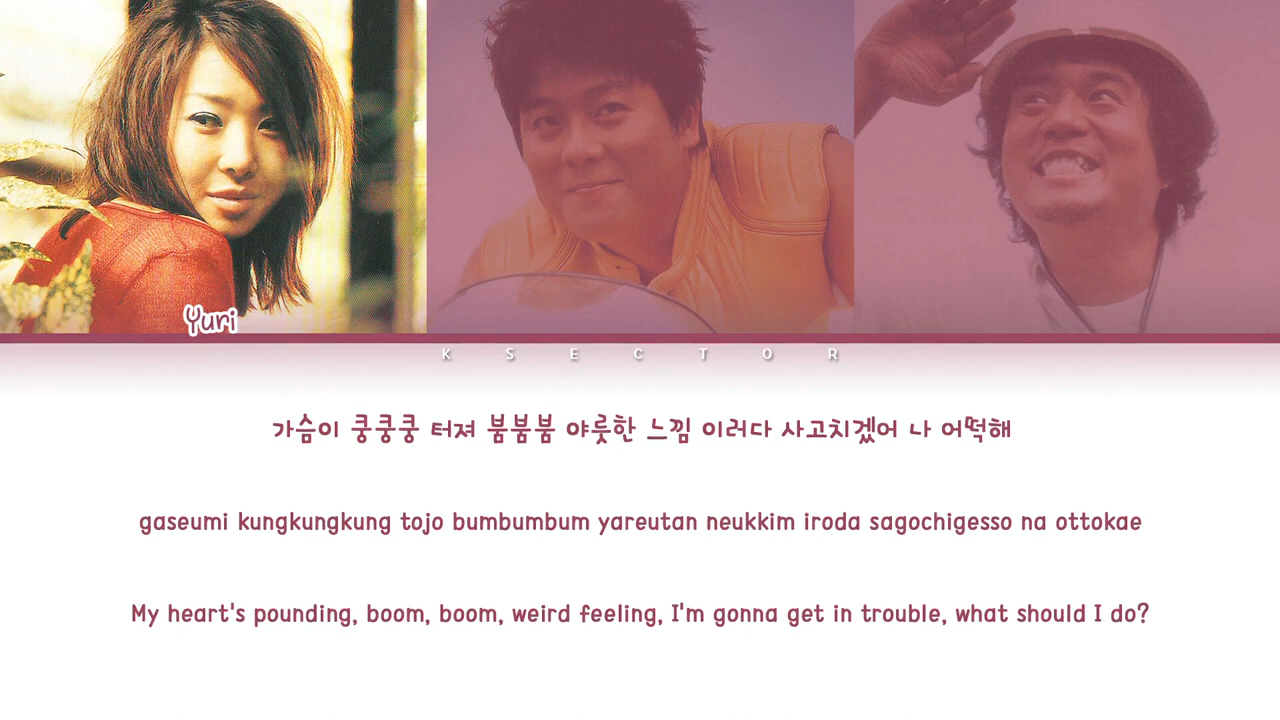 Yuri
K S E C T O R
가슴이 쿵쿵쿵 터져 붐붐붐 야릇한 느낌 이러다 사고치겠어 나 어떡해
gaseumi kungkungkung tojo bumbumbum yareutan neukkim iroda sagochigesso na ottokae
My heart's pounding, boom, boom, weird feeling, I'm gonna get in trouble, what should I do?